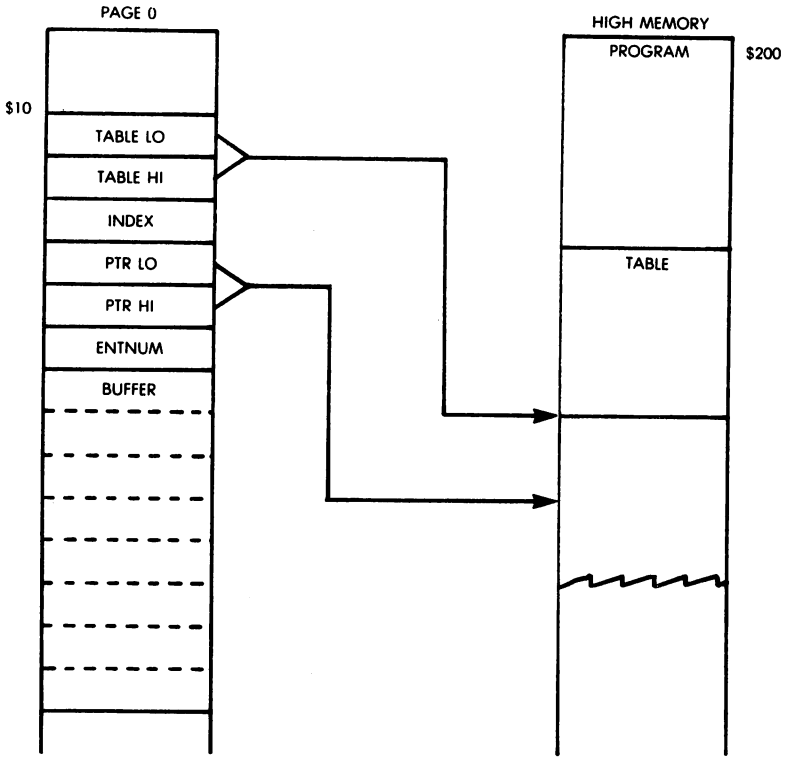 PAGE 0
$10
TABLE LO
TABLE HI
INDEX
PTR LO
PTR HI
ENTNUM
BUFFER
HIGH MEMORY
PROGRAM
$200
TABLE